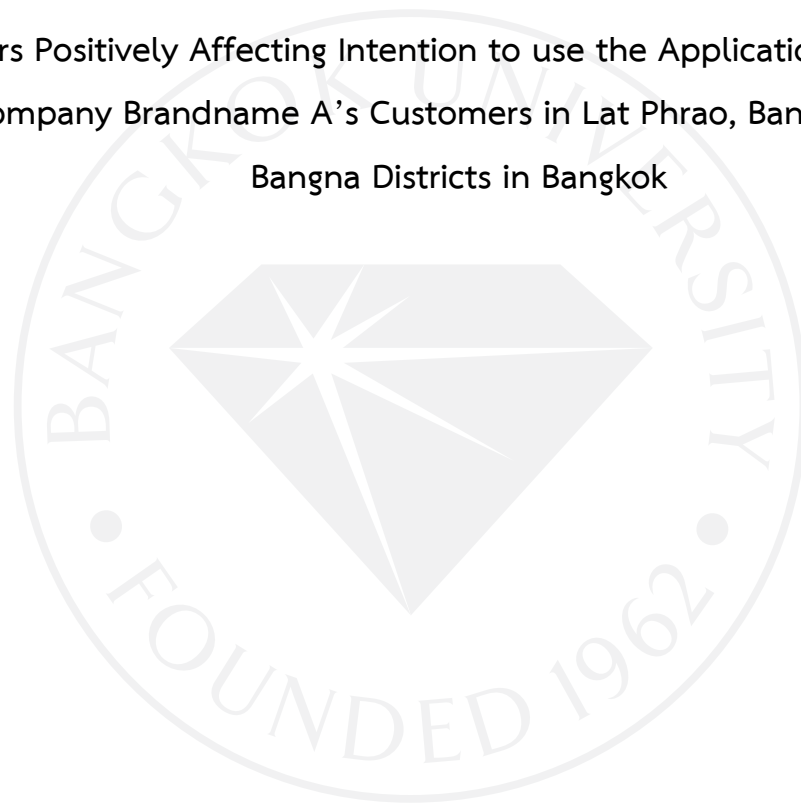 rs Positively Affecting Intention to use the Applicatio
ompany Brandname A's Customers in Lat Phrao, Ban
Bangna Districts in Bangkok
BANGKOK UNIVERSITY
FOUNDED 1962